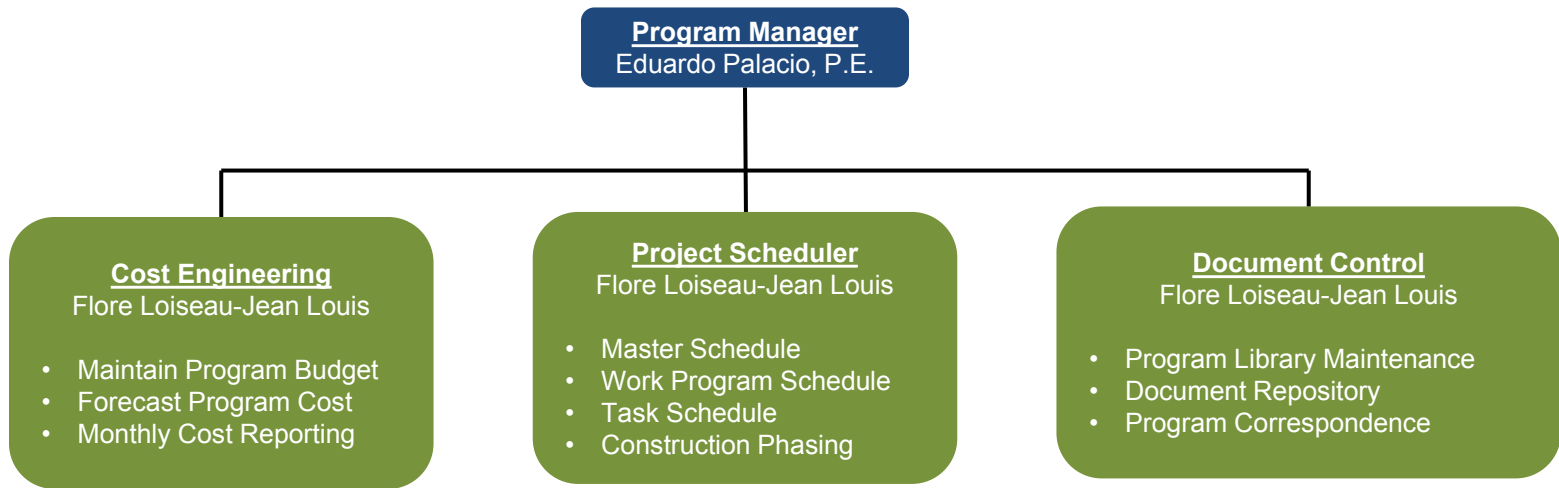 Program Manager
Eduardo Palacio, P.E.
Cost Engineering
Flore Loiseau-Jean Louis
• Maintain Program Budget
• Forecast Program Cost
• Monthly Cost Reporting
Project Scheduler
Flore Loiseau-Jean Louis
• Master Schedule
• Work Program Schedule
• Task Schedule
• Construction Phasing
Document Control
Flore Loiseau-Jean Louis
• Program Library Maintenance
• Document Repository
• Program Correspondence